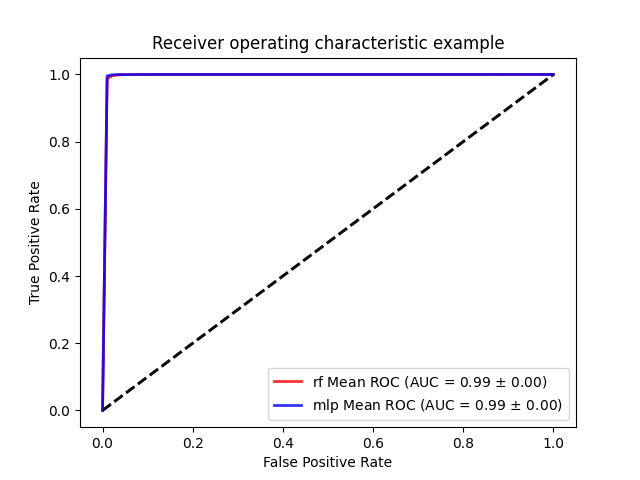 Receiver operating characteristic example
True Positive Rate
1.0
0.8
0.6
0.4
0.2
0.0
rf Mean ROC (AUC = 0.99 ± 0.00)
mlp Mean ROC (AUC = 0.99 ± 0.00)
0.0 0.2 0.4 0.6 0.8 1.0
False Positive Rate